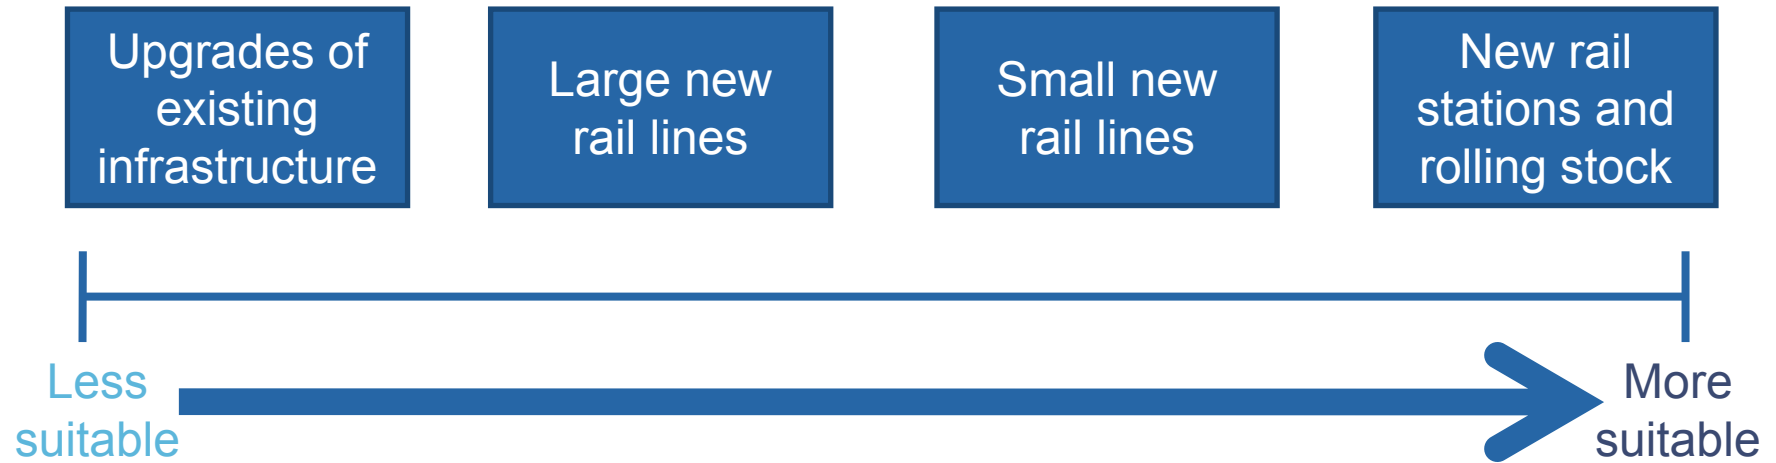 Upgrades of
existing
infrastructure
Large new
rail lines
Small new
rail lines
New rail
stations and
rolling stock
Less
suitable
More
suitable